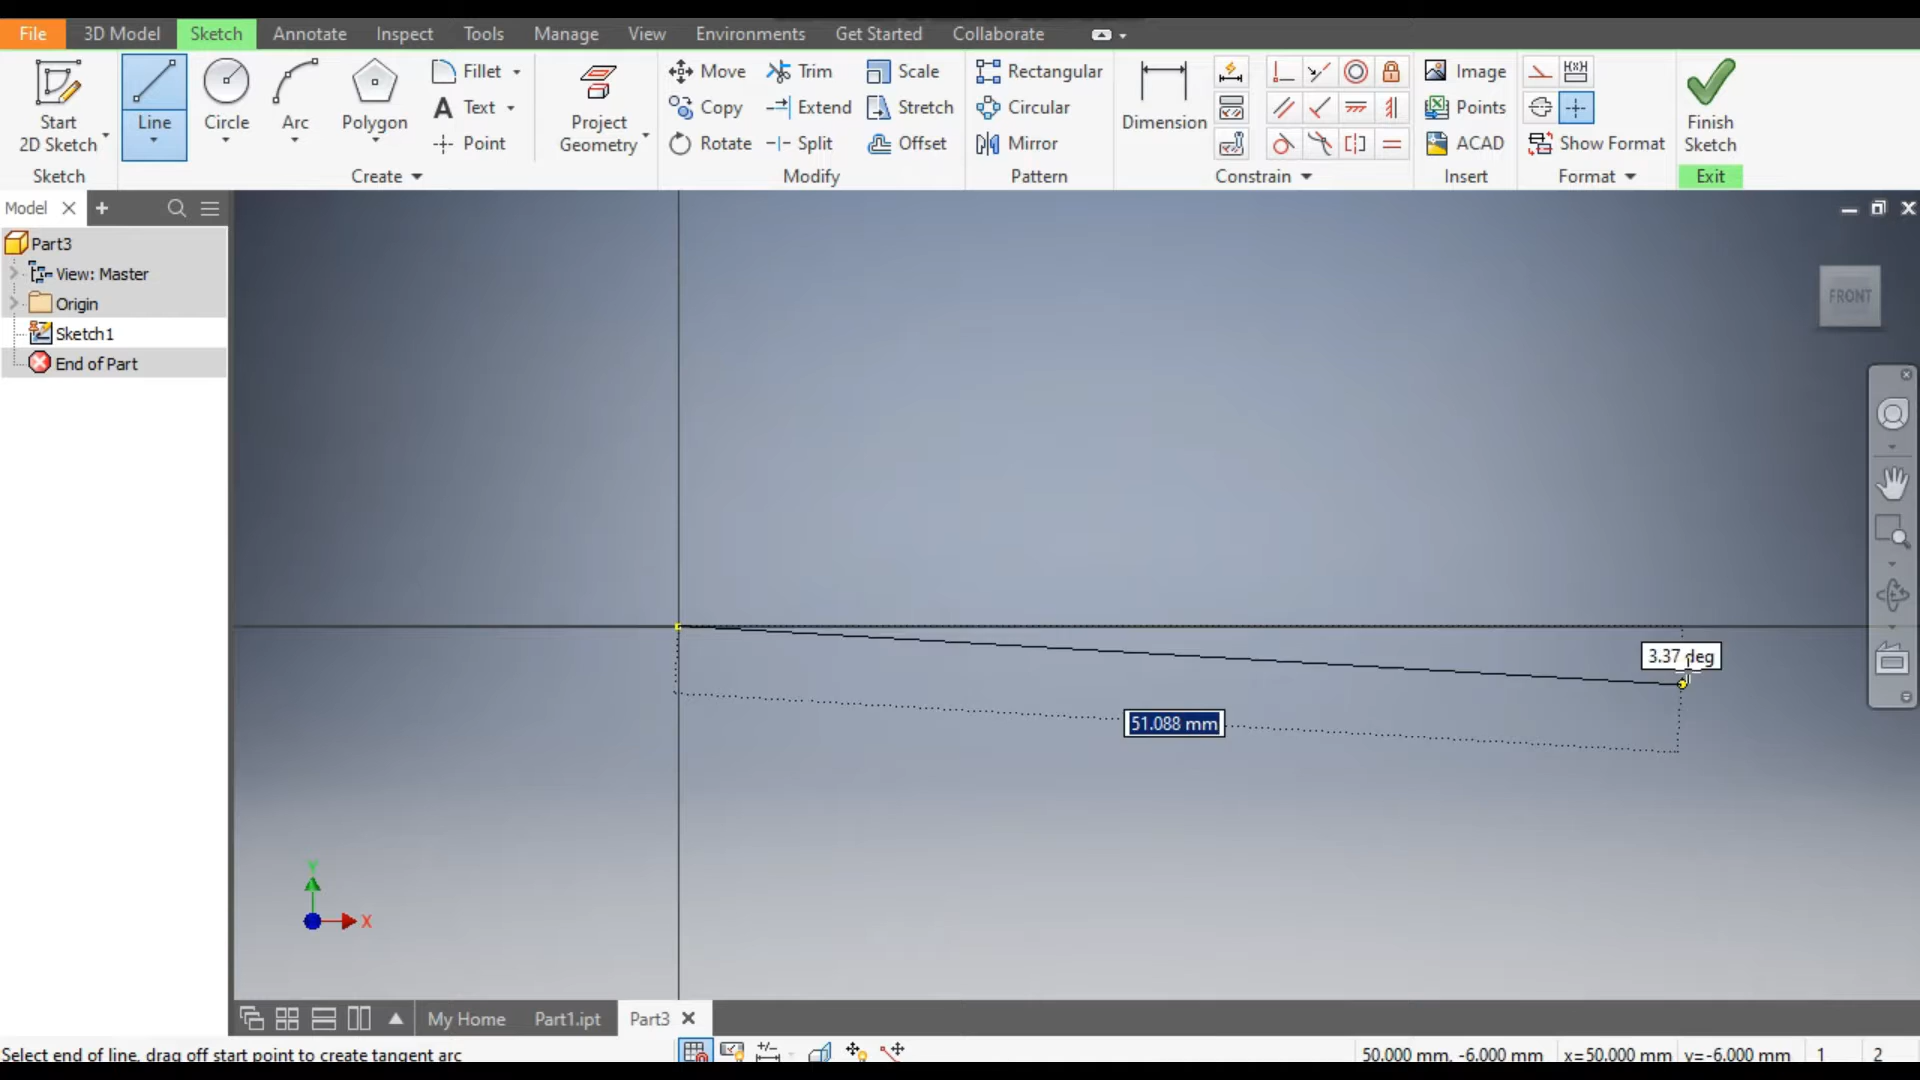 File 3D Model Sketch Annotate Inspect Tools Manage View Environments Get Started Collaborate
Start
2D Sketch
Line
Circle
Arc
Polygon
Fillet
Text
Point
Project
Geometry
Move
Copy
Rotate
Trim
Extend
Split
Scale
Stretch
Offset
Rectangular
Circular
Mirror
Dimension
Image
Points
ACAD
Show Format
Finish
Sketch
Sketch Create Modify Pattern Constrain Insert Format Exit
Model
Part3
View: Master
Origin
Sketch1
End of Part
FRONT
3.37 deg
51.088 mm
Y
X
My Home Part1.ipt Part3
Select end of line, drag off start point to create tangent arc
50.000 mm, -6.000 mm x=50.000 mm y=-6.000 mm 1 2